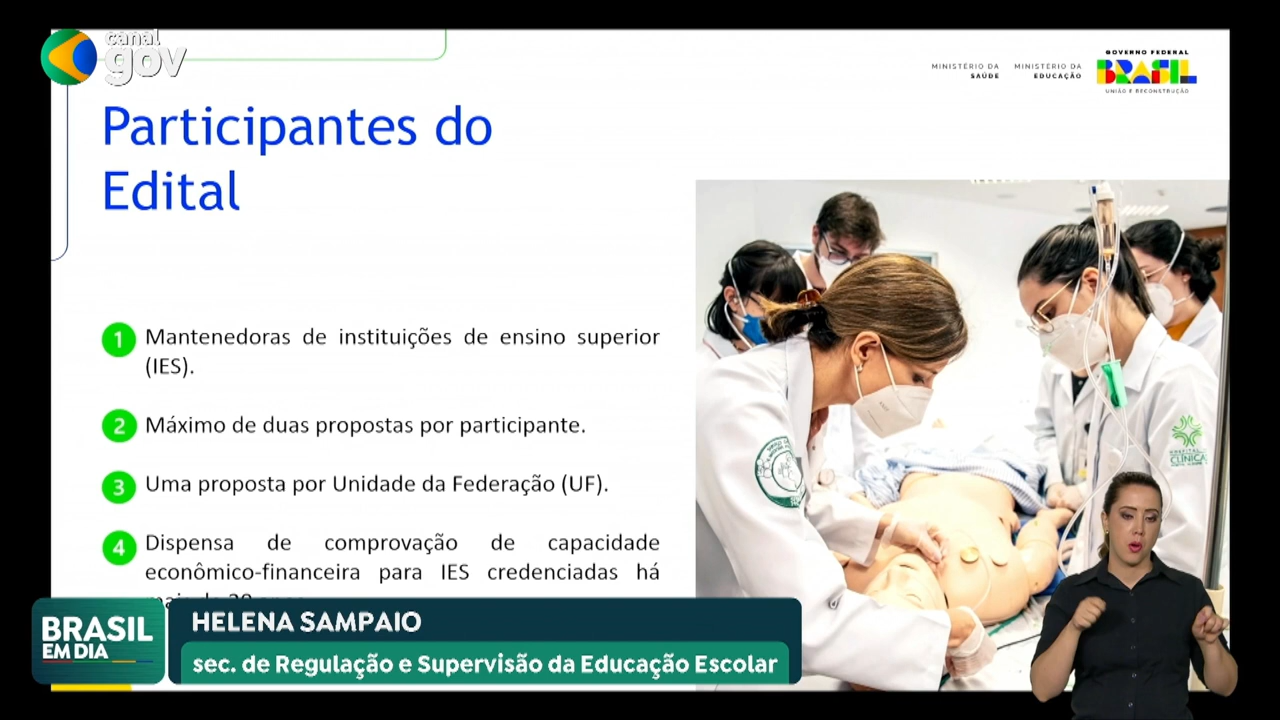 canal
gov
MINISTÉRIO DA
SAÚDE
MINISTÉRIO DA
EDUCAÇÃO
GOVERNO FEDERAL
BRASIL
UNIÃO E RECONSTRUÇÃO
Participantes do
Edital
1 Mantenedoras de instituições de ensino superior
(IES).
2 Máximo de duas propostas por participante.
3 Uma proposta por Unidade da Federação (UF).
4 Dispensa de comprovação de capacidade
econômico-financeira para IES credenciadas há
CLÍNICA
BRASIL
EM DIA
HELENA SAMPAIO
sec. de Regulação e Supervisão da Educação Escolar